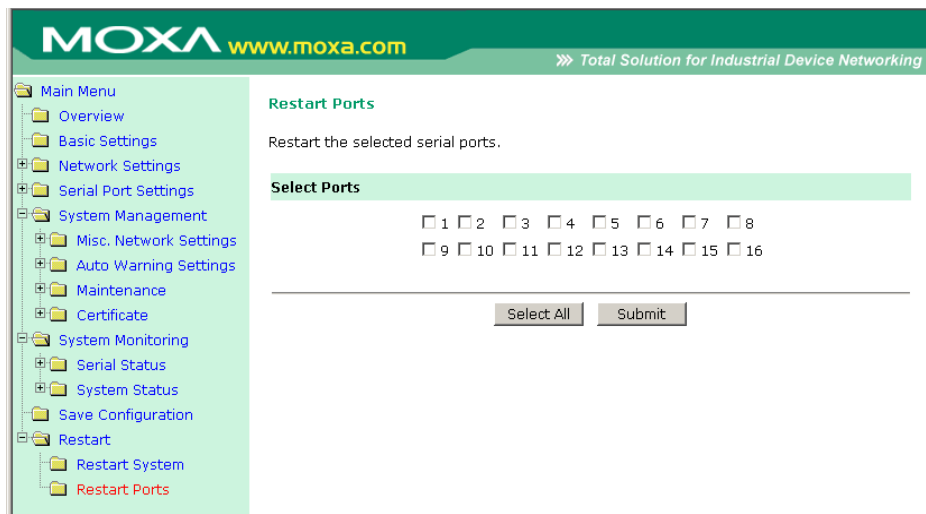 MOXA www.moxa.com
Total Solution for Industrial Device Networking
Main Menu
Overview
Basic Settings
Network Settings
Serial Port Settings
System Management
Misc. Network Settings
Auto Warning Settings
Maintenance
Certificate
System Monitoring
Serial Status
System Status
Save Configuration
Restart
Restart System
Restart Ports
Restart Ports
Restart the selected serial ports.
Select Ports
1 2 3 4 5 6 7 8
9 10 11 12 13 14 15 16
Select All Submit